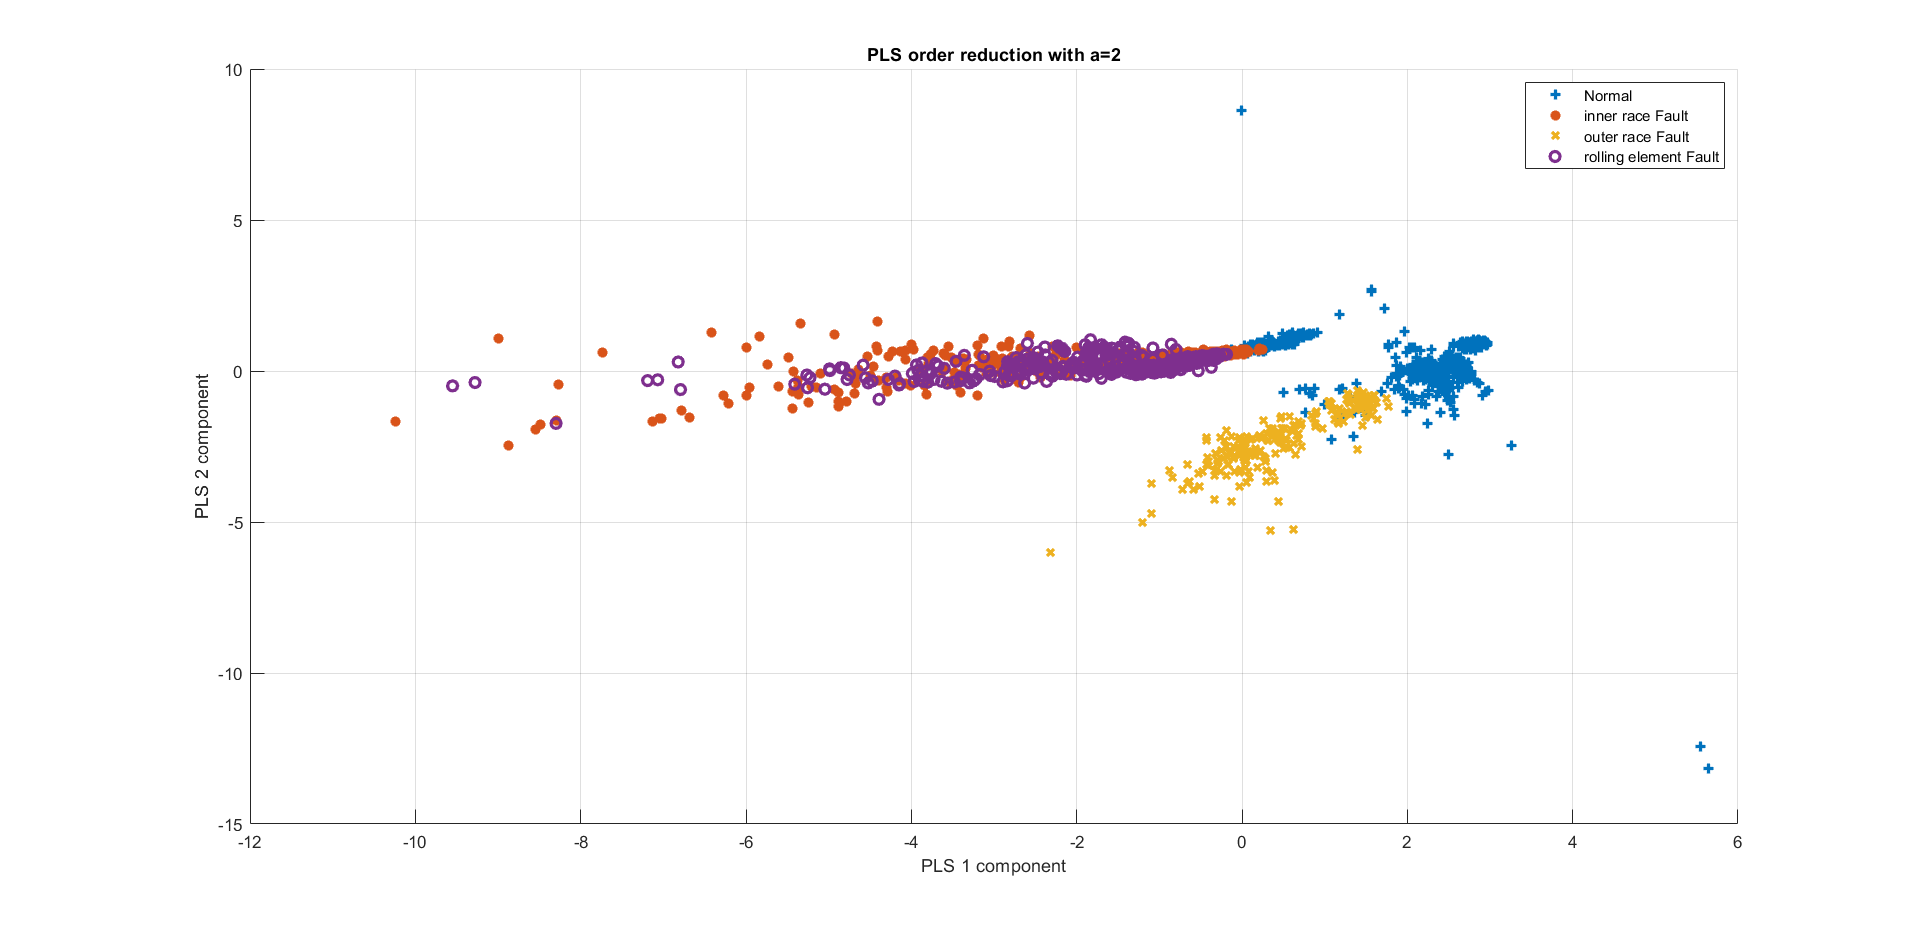 PLS order reduction with a=2
10
5
0
-5
-10
-15
PLS 2 component
Normal
inner race Fault
outer race Fault
rolling element Fault
-12 -10 -8 -6 -4 -2 0 2 4 6
PLS 1 component